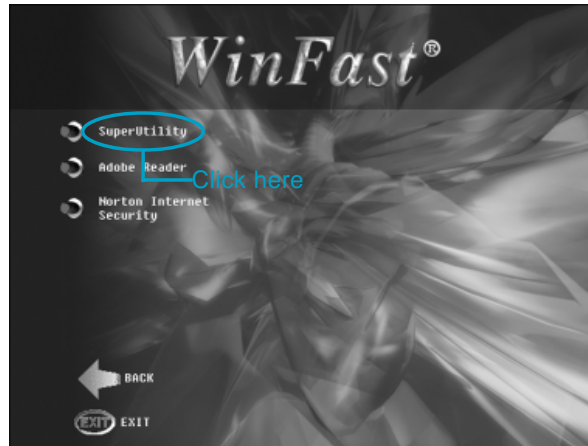 WinFast®
SuperUtility
Adobe Reader
Click here
Norton Internet
Security
BACK
EXIT EXIT